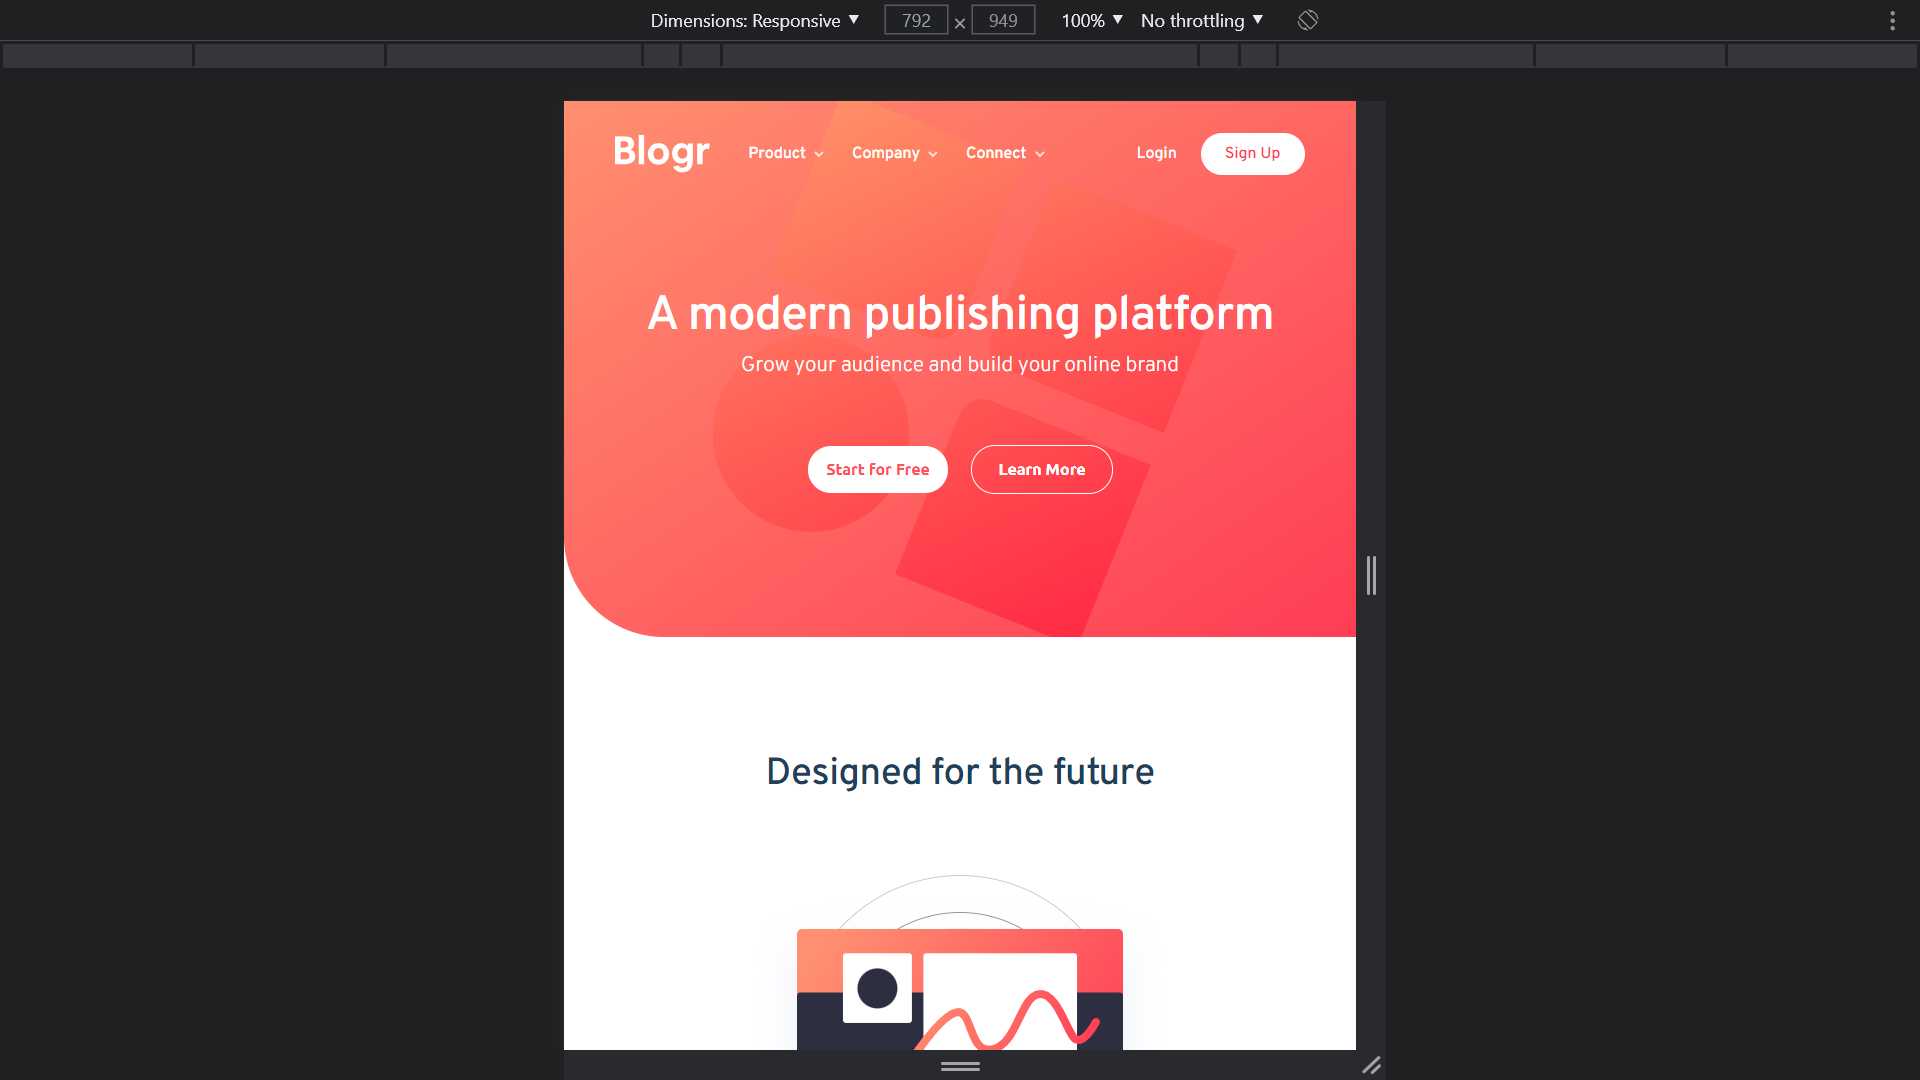 Dimensions: Responsive ▼ 792 × 949 100% ▼ No throttling ▼
Blogr Product Company Connect Login Sign Up
A modern publishing platform
Grow your audience and build your online brand
Start for Free Learn More
Designed for the future